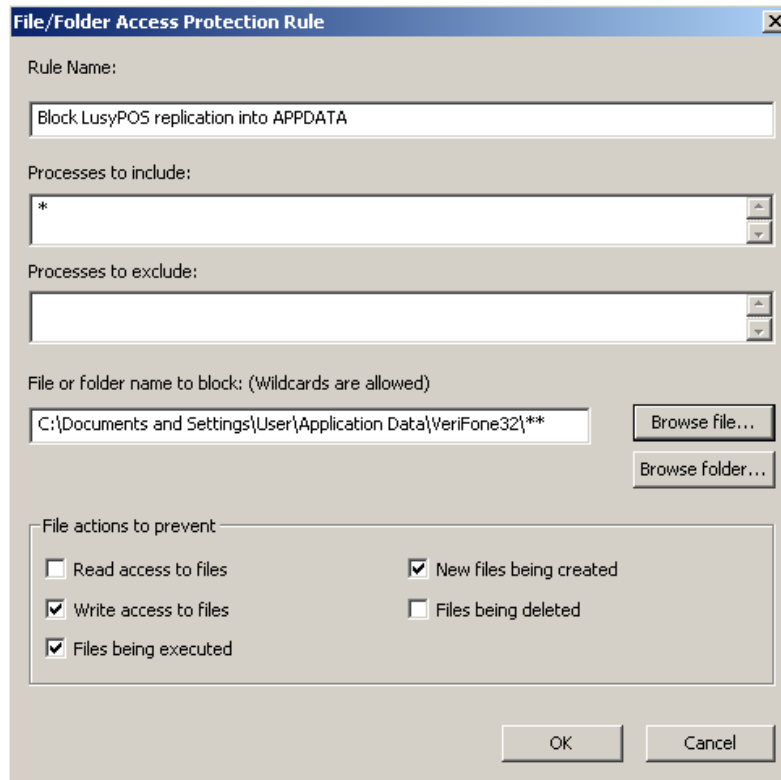 File/Folder Access Protection Rule
Rule Name:
Block LusyPOS replication into APPDATA
Processes to include:
*
Processes to exclude:
File or folder name to block: (Wildcards are allowed)
C:\Documents and Settings\User\Application Data\VeriFone32\**
Browse file...
Browse folder...
File actions to prevent
Read access to files
New files being created
Write access to files
Files being deleted
Files being executed
OK
Cancel